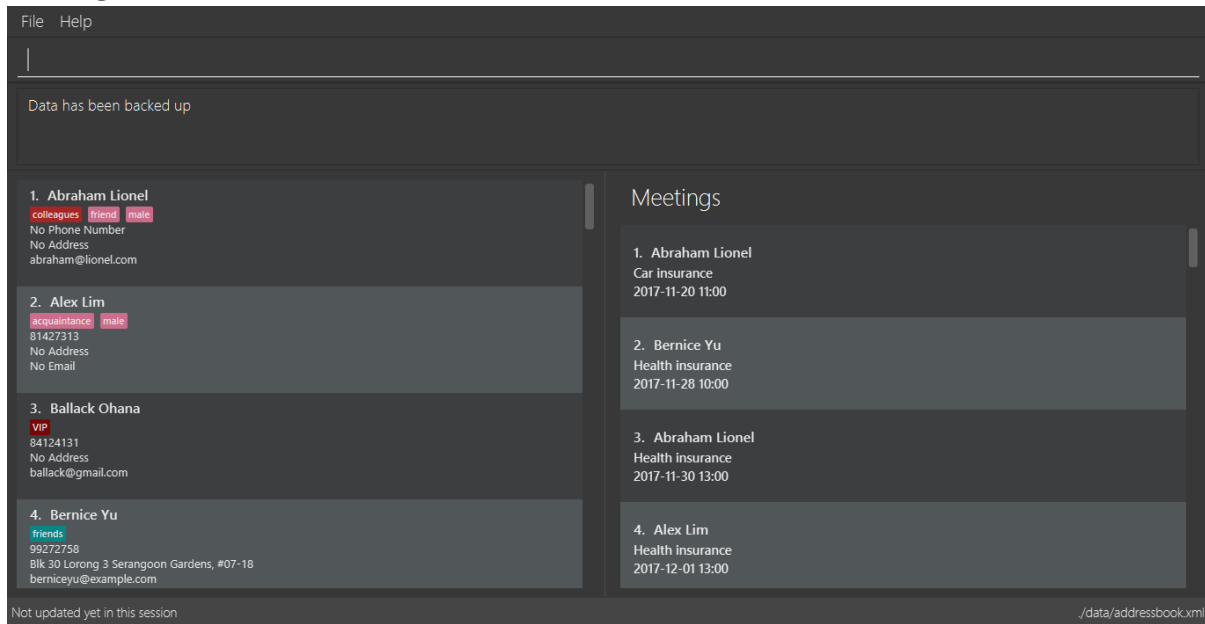 File Help
Data has been backed up
1. Abraham Lionel
colleagues friend male
No Phone Number
No Address
abraham@lionel.com
2. Alex Lim
acquaintance male
81427313
No Address
No Email
3. Ballack Ohana
VIP
84124131
No Address
ballack@gmail.com
4. Bernice Yu
friends
99272758
Blk 30 Lorong 3 Serangoon Gardens, #07-18
berniceyu@example.com
Meetings
1. Abraham Lionel
Car insurance
2017-11-20 11:00
2. Bernice Yu
Health insurance
2017-11-28 10:00
3. Abraham Lionel
Health insurance
2017-11-30 13:00
4. Alex Lim
Health insurance
2017-12-01 13:00
Not updated yet in this session
./data/addressbook.xml